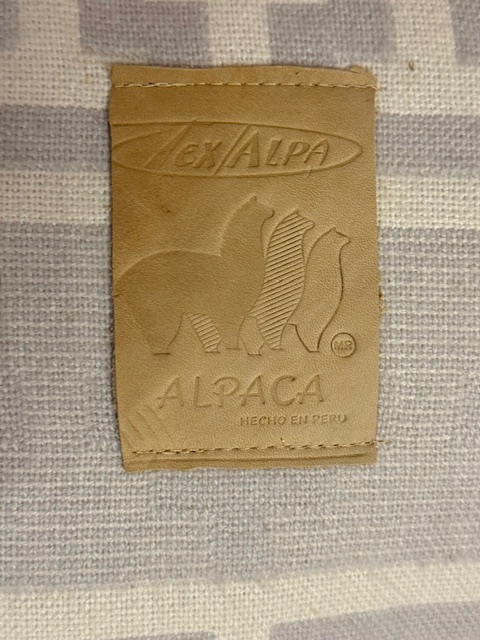 TEX/ALPA
MR
ALPACA
HECHO EN PERU